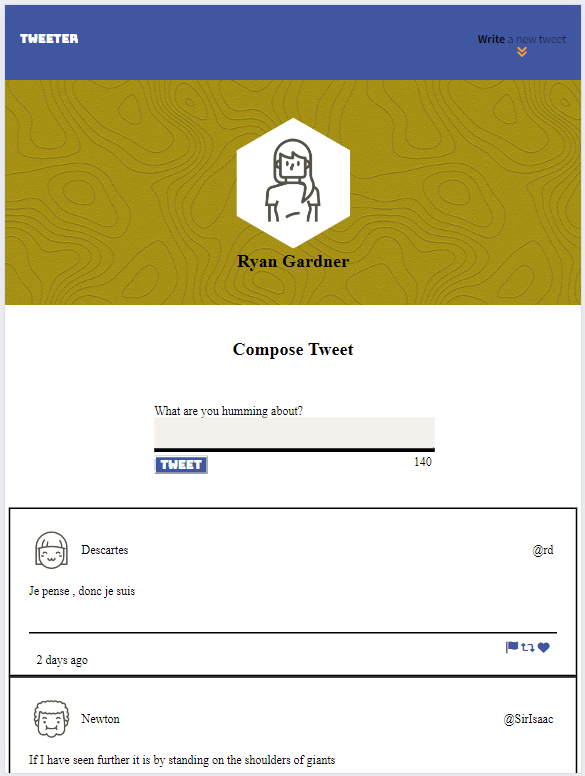 TWEETER
Write a new tweet
Ryan Gardner
Compose Tweet
What are you humming about?
TWEET
140
Descartes
@rd
Je pense , donc je suis
2 days ago
Newton
@SirIsaac
If I have seen further it is by standing on the shoulders of giants